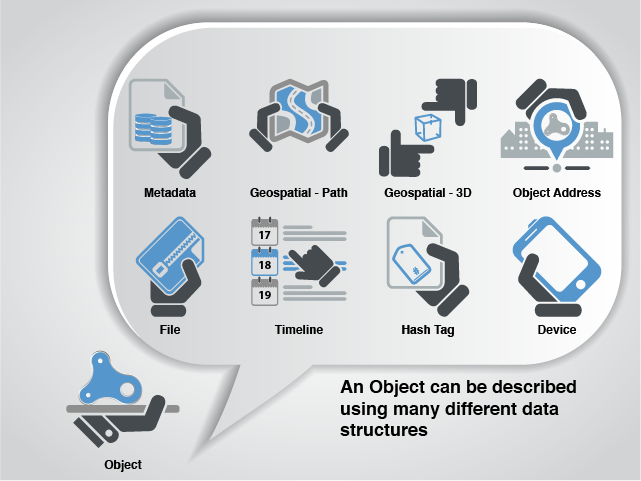 Metadata
Geospatial - Path
Geospatial - 3D
Object Address
17
18
19
#
File
Timeline
Hash Tag
Device
An Object can be described
using many different data
structures
Object